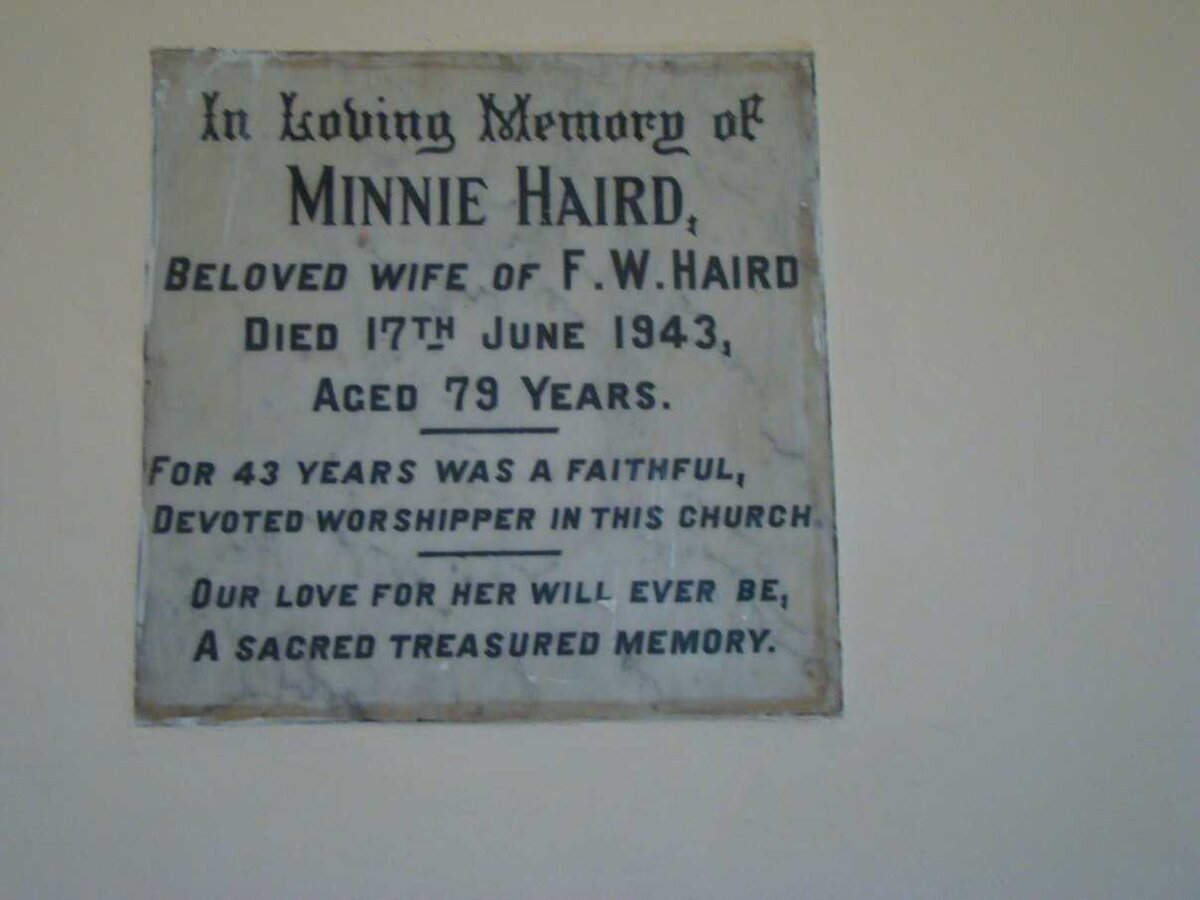 In Loving Memory of
MINNIE HAIRD,
BELOVED WIFE OF F.W. HAIRD
DIED 17TH JUNE 1943,
AGED 79 YEARS.
FOR 43 YEARS WAS A FAITHFUL,
DEVOTED WORSHIPPER IN THIS CHURCH.
OUR LOVE FOR HER WILL EVER BE,
A SACRED TREASURED MEMORY.